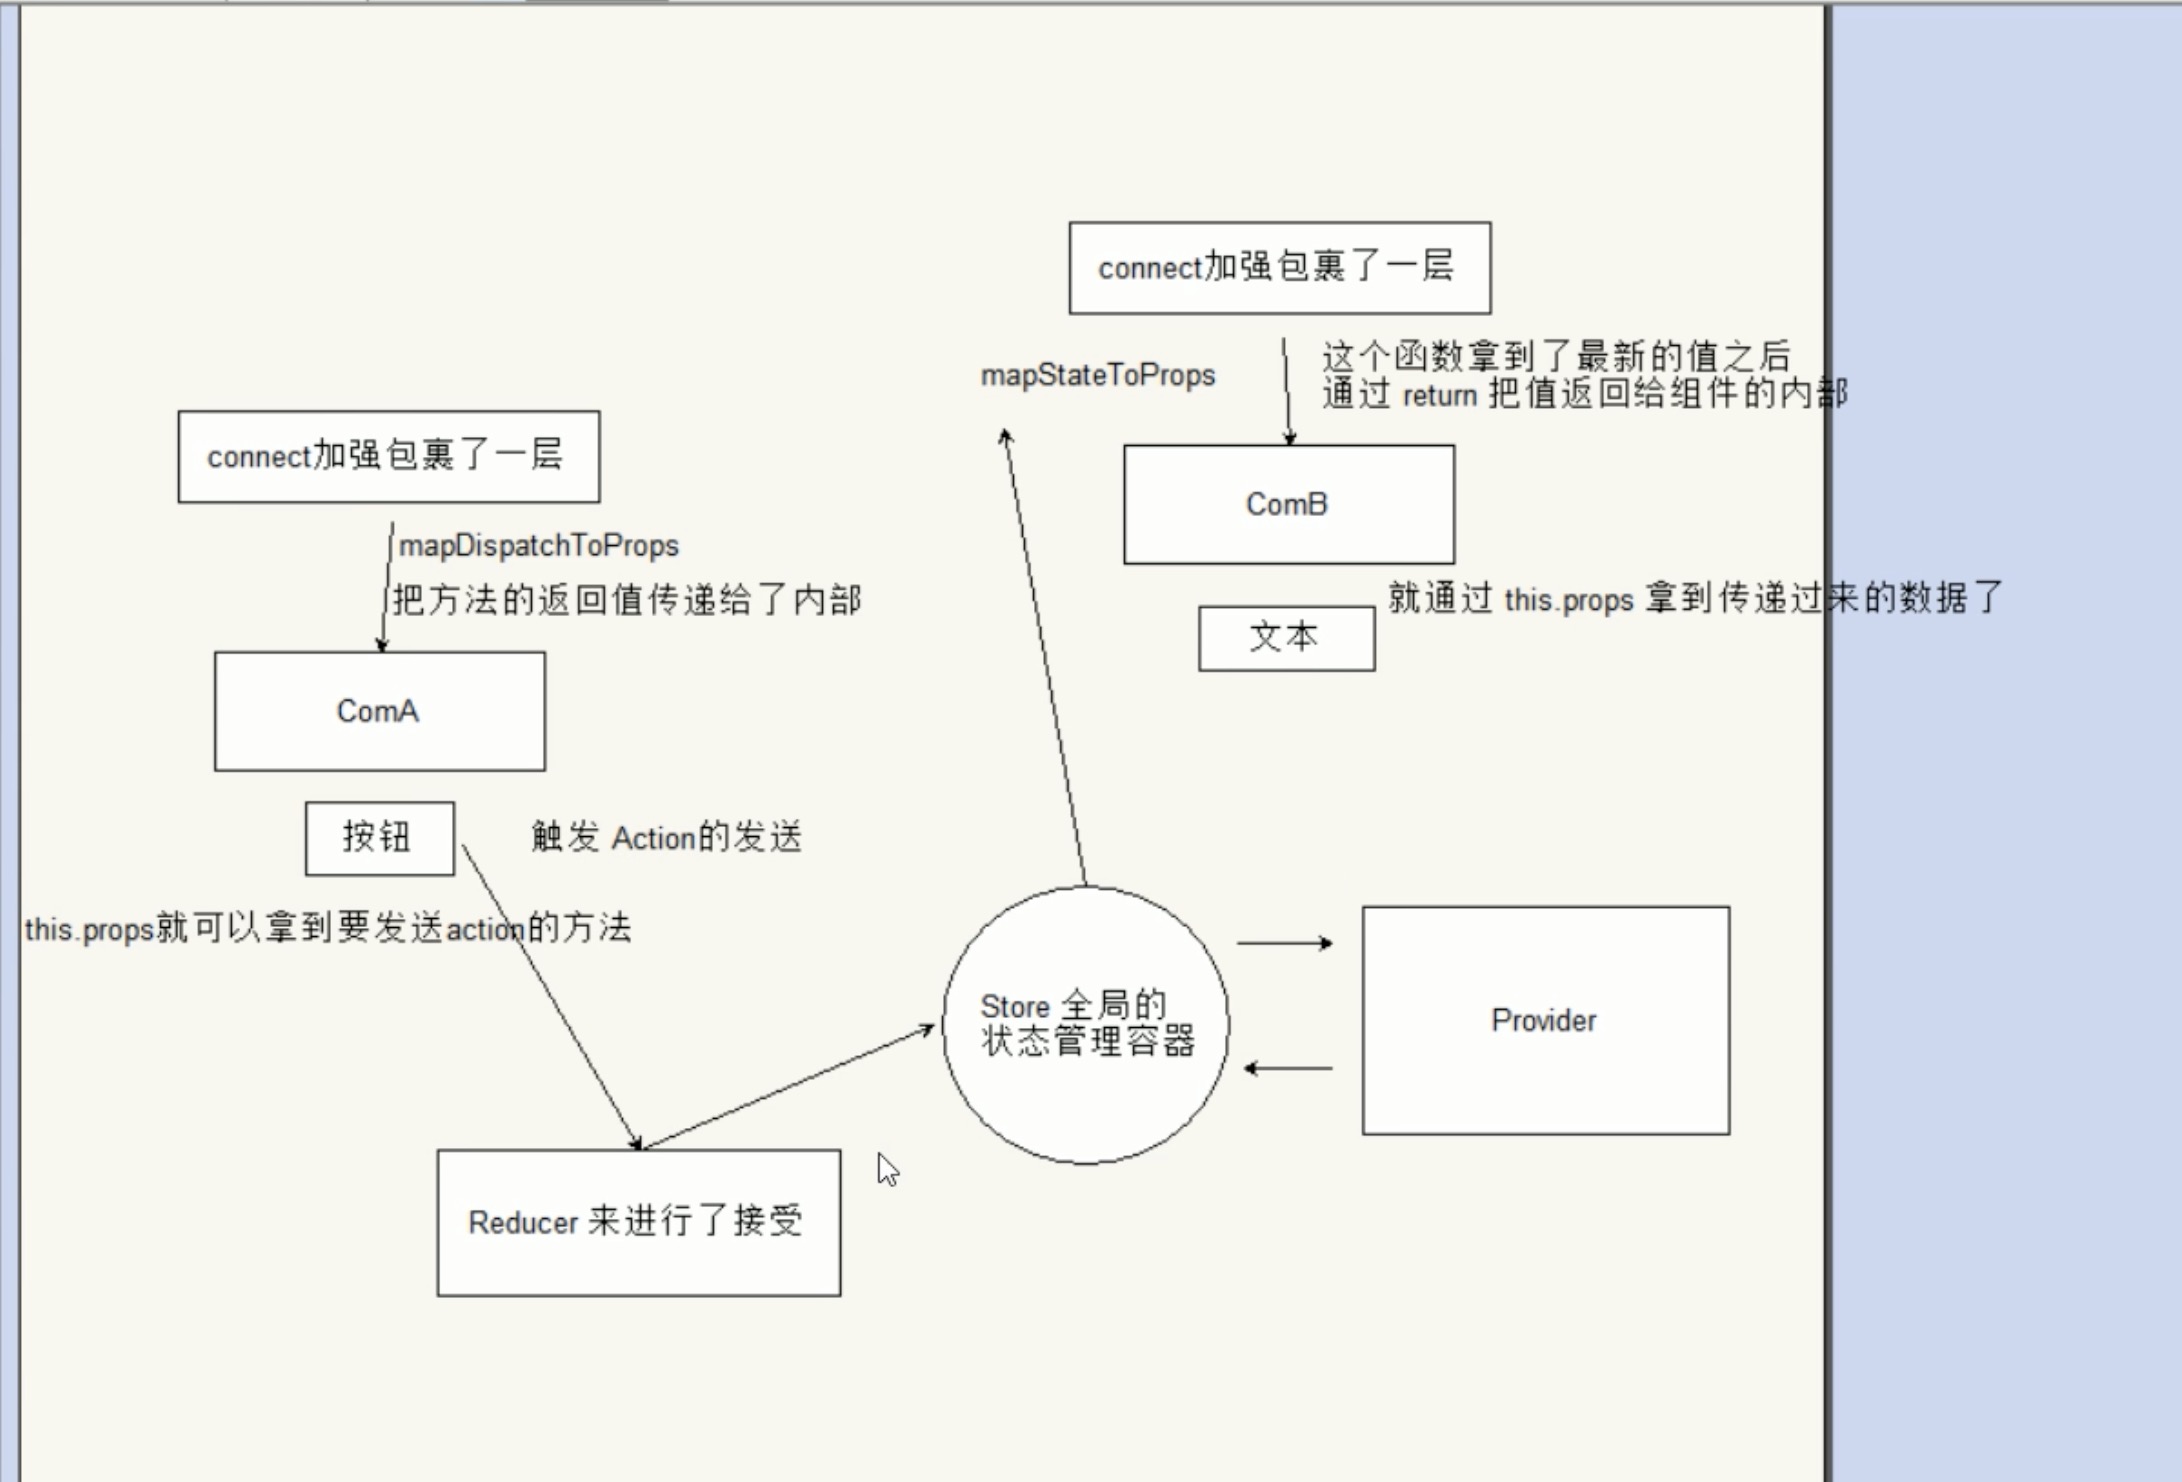 connect加强包裹了一层
mapStateToProps
这个函数拿到了最新的值之后
通过 return 把值返回给组件的内部
connect加强包裹了一层
ComB
mapDispatchToProps
把方法的返回值传递给了内部
就通过 this.props 拿到传递过来的数据了
文本
ComA
按钮
触发 Action的发送
this.props就可以拿到要发送action的方法
Store 全局的
状态管理容器
Provider
Reducer 来进行了接受